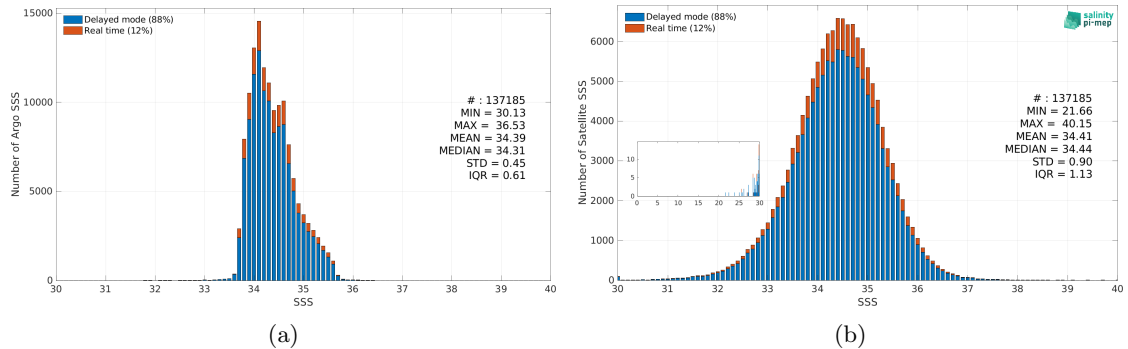 Delayed mode (88%)
Real time (12%)
Number of Argo SSS
15000
10000
5000
0
# : 137185
MIN = 30.13
MAX = 36.53
MEAN = 34.39
MEDIAN = 34.31
STD = 0.45
IQR = 0.61
30 31 32 33 34 35 36 37 38 39 40
SSS
(a)
Delayed mode (88%)
Real time (12%)
salinity
pi-mep
Number of Satellite SSS
6000
5000
4000
3000
2000
1000
0
# : 137185
MIN = 21.66
MAX = 40.15
MEAN = 34.41
MEDIAN = 34.44
STD = 0.90
IQR = 1.13
10
5
0
0 5 10 15 20 25 30
30 31 32 33 34 35 36 37 38 39 40
SSS
(b)